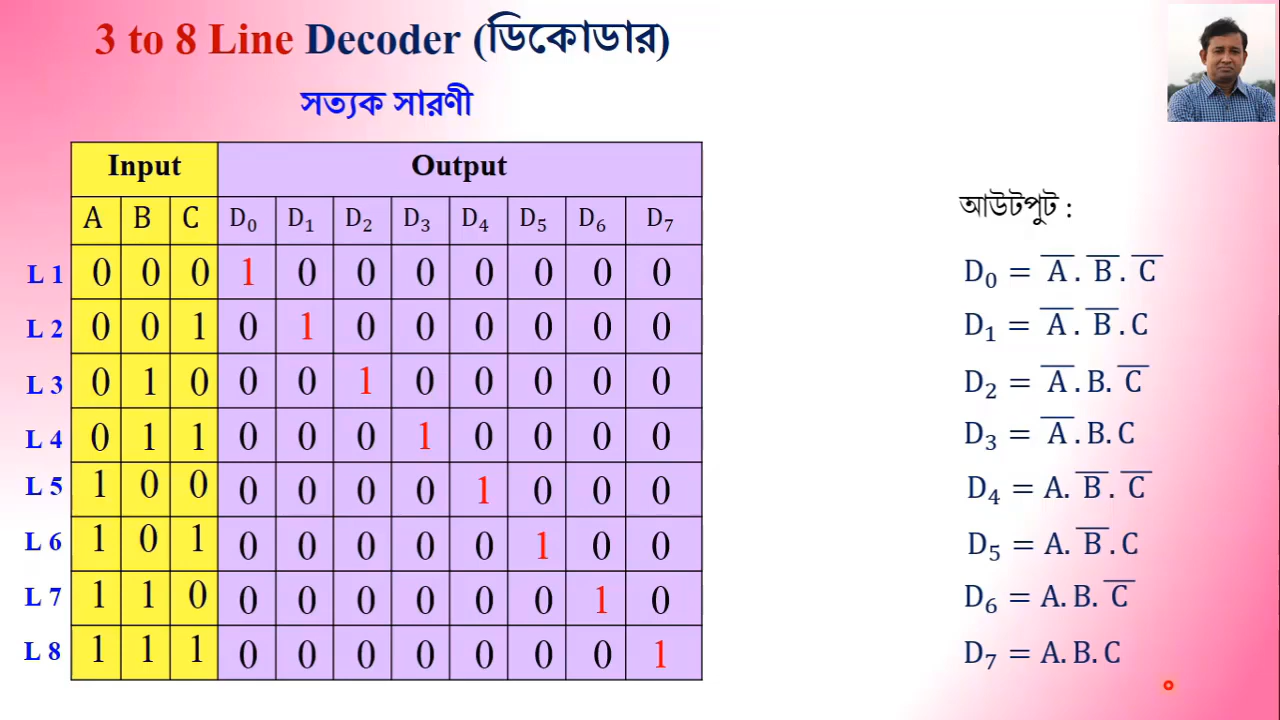 3 to 8 Line Decoder (ডিকোডার)
সত্যক সারণী
Input Output
A B C D₀ D₁ D₂ D₃ D₄ D₅ D₆ D₇
L 1 0 0 0 1 0 0 0 0 0 0 0
L 2 0 0 1 0 1 0 0 0 0 0 0
L 3 0 1 0 0 0 1 0 0 0 0 0
L 4 0 1 1 0 0 0 1 0 0 0 0
L 5 1 0 0 0 0 0 0 1 0 0 0
L 6 1 0 1 0 0 0 0 0 1 0 0
L 7 1 1 0 0 0 0 0 0 0 1 0
L 8 1 1 1 0 0 0 0 0 0 0 1
আউটপুট :
D₀ = A̅ . B̅ . C̅
D₁ = A̅ . B̅ . C
D₂ = A̅ . B. C̅
D₃ = A̅ . B. C
D₄ = A. B̅ . C̅
D₅ = A. B̅ . C
D₆ = A. B. C̅
D₇ = A. B. C